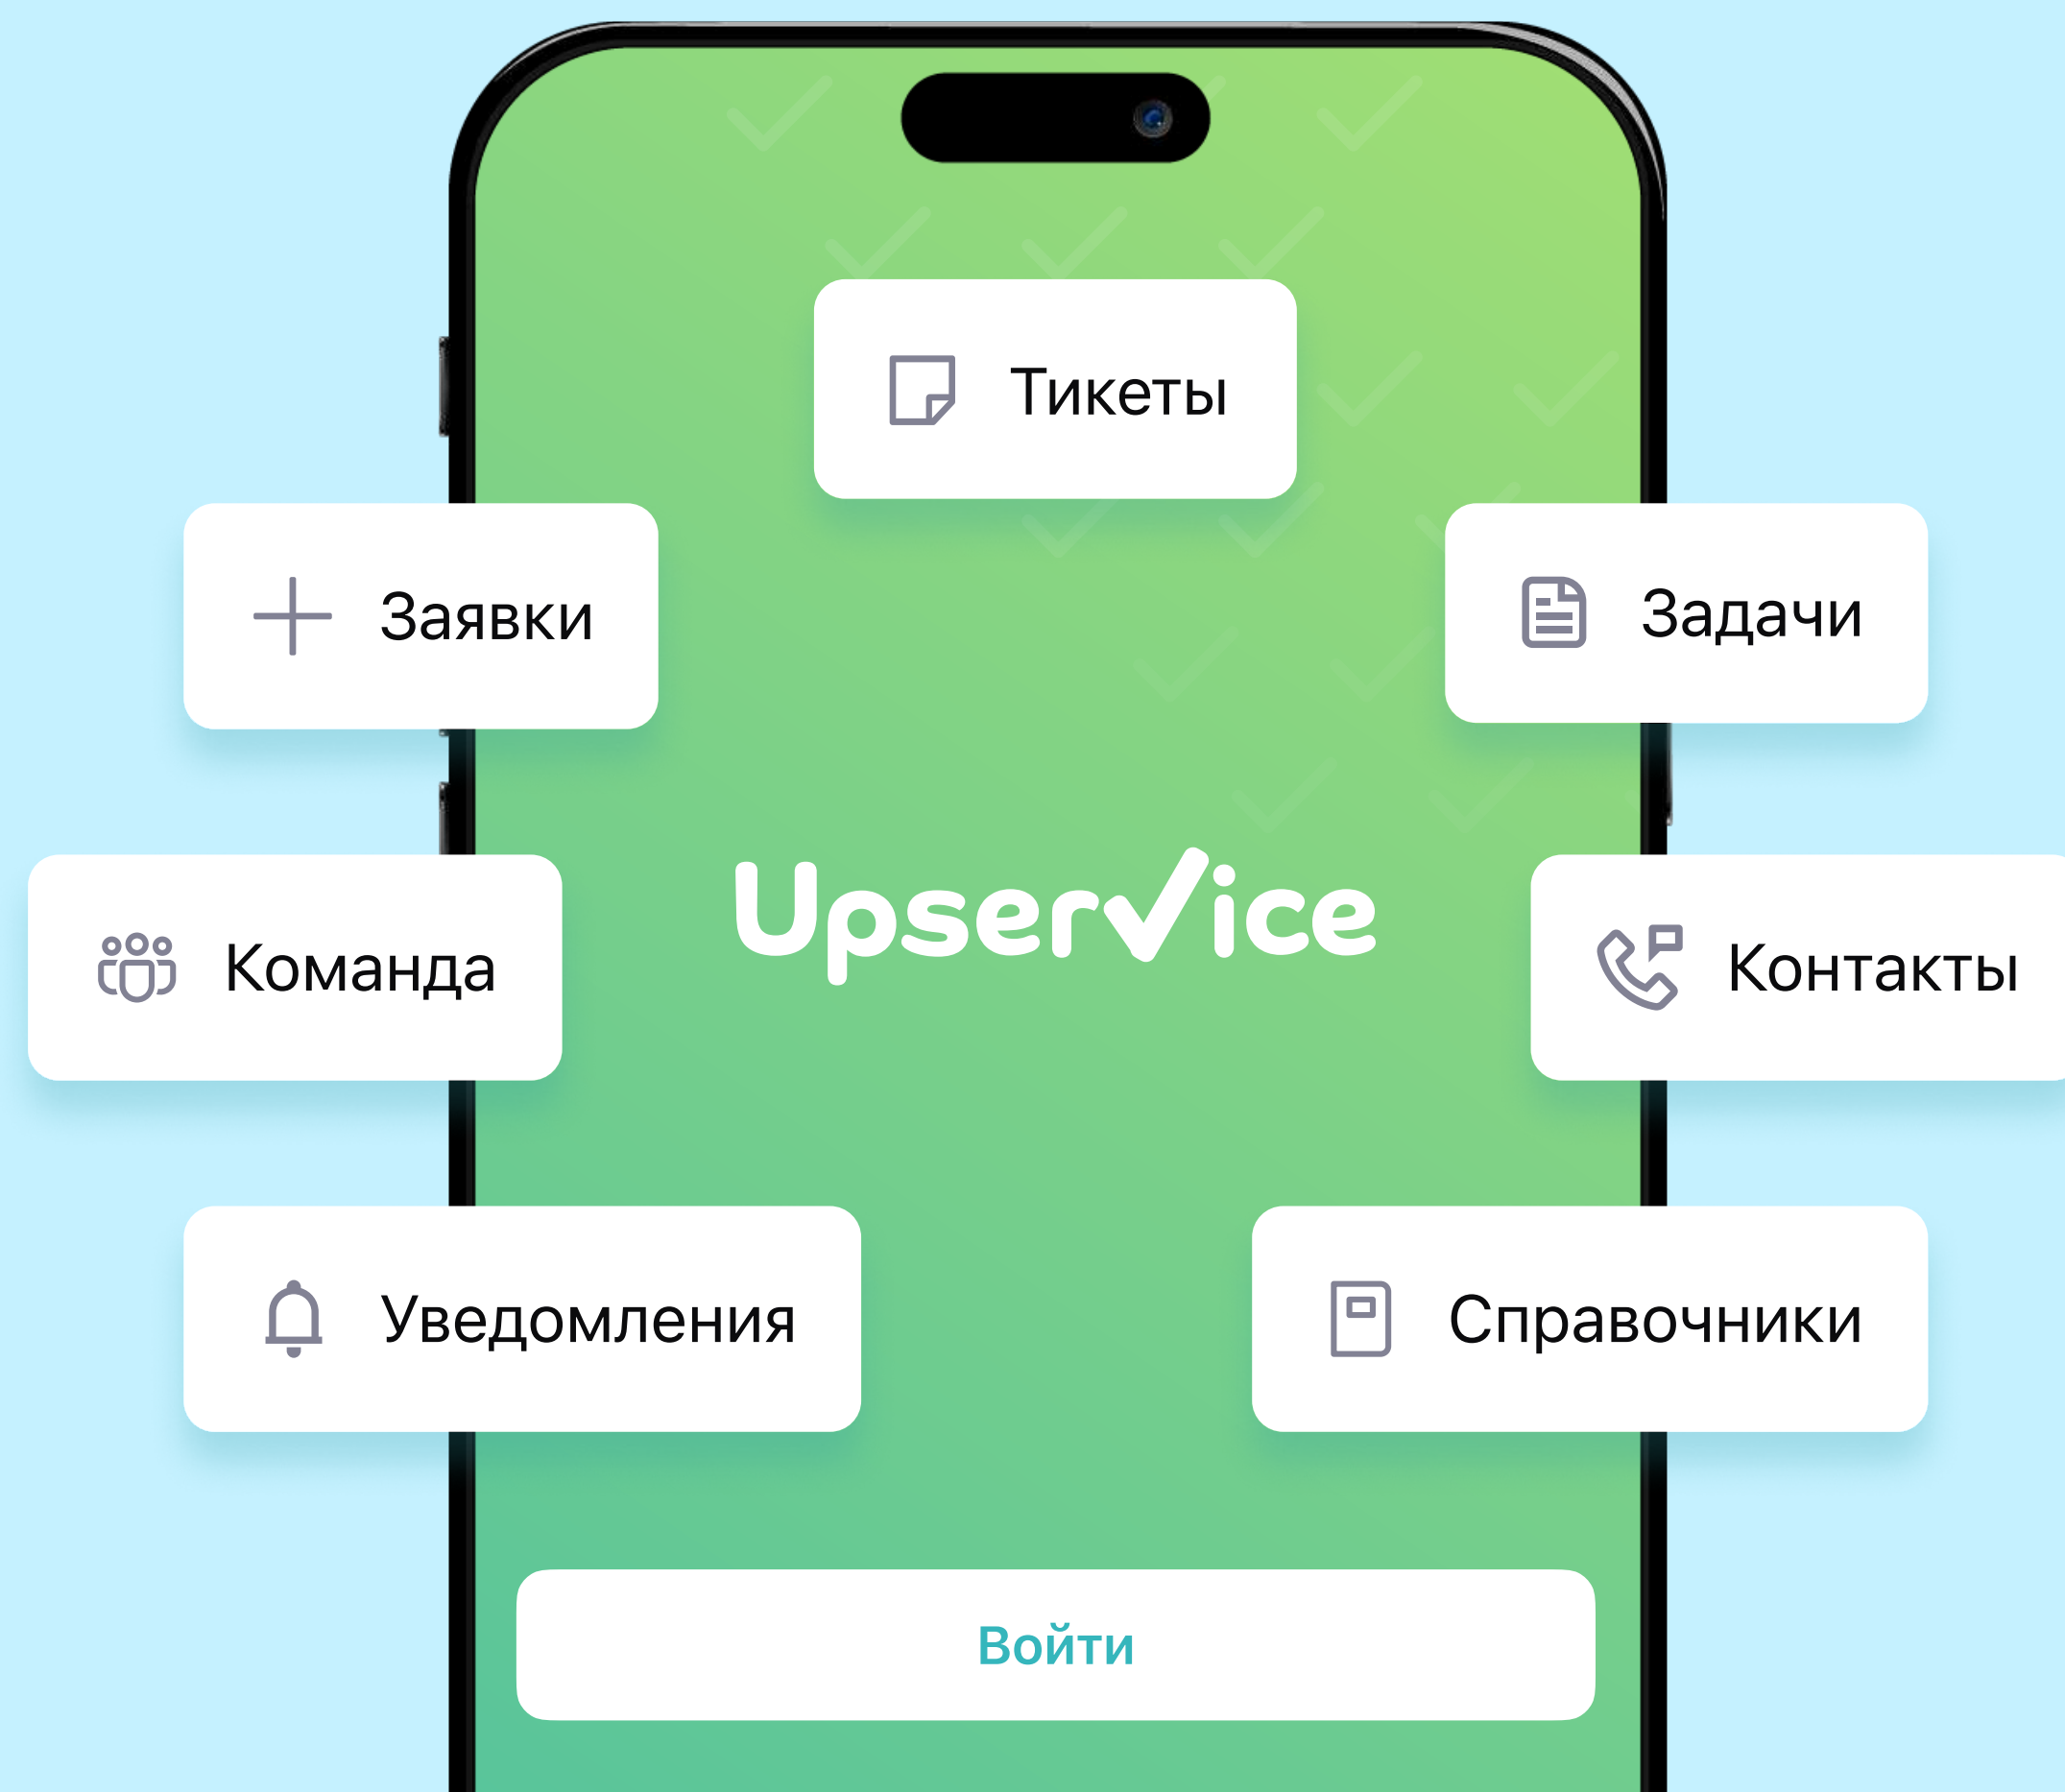 Тикеты
Заявки
Задачи
Upservice
Команда
Контакты
Уведомления
Справочники
Войти